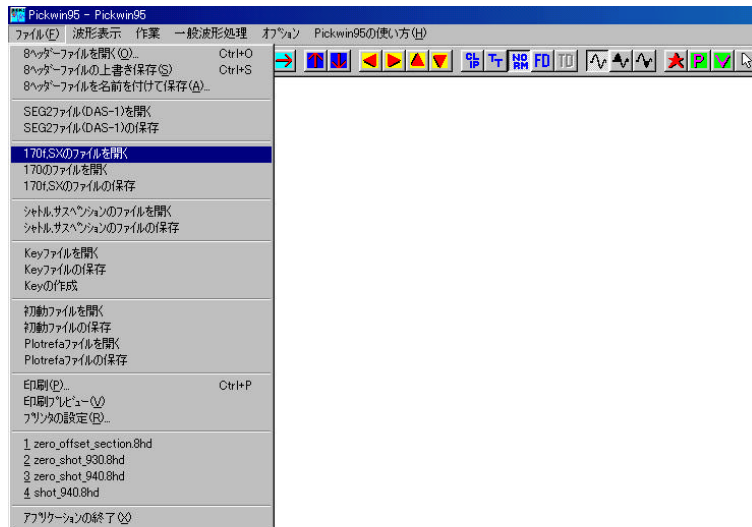 Pickwin95 - Pickwin95
ファイル(F) 波形表示 作業 一般波形処理 オプション Pickwin95の使い方(H)
CLIP TT NORM FD TD P
8ヘッダーファイルを開く(O)... Ctrl+O
8ヘッダーファイルの上書き保存(S) Ctrl+S
8ヘッダーファイルを名前を付けて保存(A)...
SEG2ファイル(DAS-1)を開く
SEG2ファイル(DAS-1)の保存
170f,SXのファイルを開く
170のファイルを開く
170f,SXのファイルの保存
シャトル,サスペンションのファイルを開く
シャトル,サスペンションのファイルの保存
Keyファイルを開く
Keyファイルの保存
Keyの作成
初動ファイルを開く
初動ファイルの保存
Plotrefaファイルを開く
Plotrefaファイルの保存
印刷(P)... Ctrl+P
印刷プレビュー(V)
プリンタの設定(R)...
1 zero_offset_section.8hd
2 zero_shot_930.8hd
3 zero_shot_940.8hd
4 shot_940.8hd
アプリケーションの終了(X)